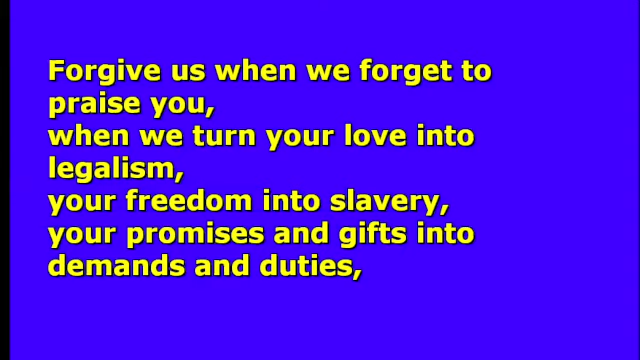 Forgive us when we forget to
praise you,
when we turn your love into
legalism,
your freedom into slavery,
your promises and gifts into
demands and duties,